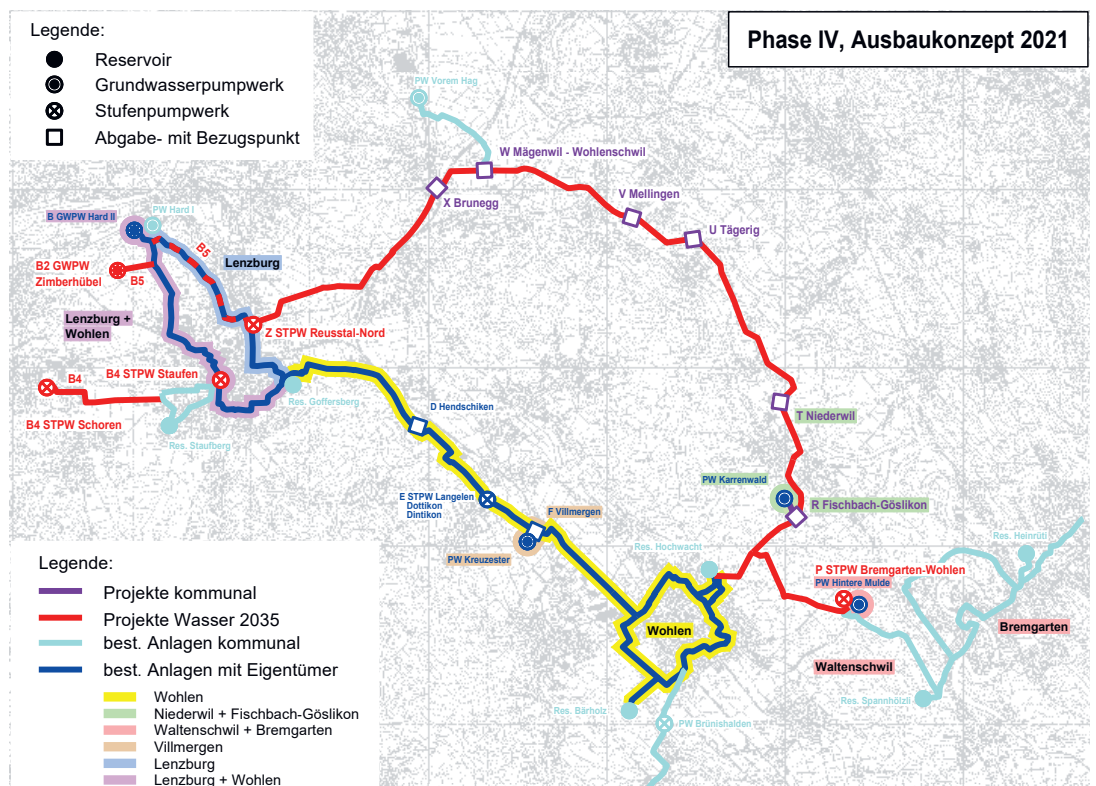 Phase IV, Ausbaukonzept 2021
Legende:
Reservoir
Grundwasserpumpwerk
Stufenpumpwerk
Abgabe- mit Bezugspunkt
PW Vorem Hag
W Mägenwil - Wohlenschwil
X Brunegg
V Mellingen
U Tägerig
B GWPW Hard II
PW Hard I
B5
Lenzburg
B2 GWPW
Zimberhübel
B5
Lenzburg +
Wohlen
Z STPW Reusstal-Nord
B4 STPW Staufen
B4
B4 STPW Schoren
Res. Staufberg
Res. Goffersberg
D Hendschiken
T Niederwil
E STPW Langelen
Dottikon
Dintikon
F Villmergen
PW Kreuzester
PW Karrenwald
R Fischbach-Göslikon
Res. Hochwacht
Res. Heinrüti
P STPW Bremgarten-Wohlen
PW Hintere Mulde
Wohlen
Bremgarten
Waltenschwil
Res. Bärholz
Res. Spannhölzli
PW Brünishalden
Legende:
Projekte kommunal
Projekte Wasser 2035
best. Anlagen kommunal
best. Anlagen mit Eigentümer
Wohlen
Niederwil + Fischbach-Göslikon
Waltenschwil + Bremgarten
Villmergen
Lenzburg
Lenzburg + Wohlen